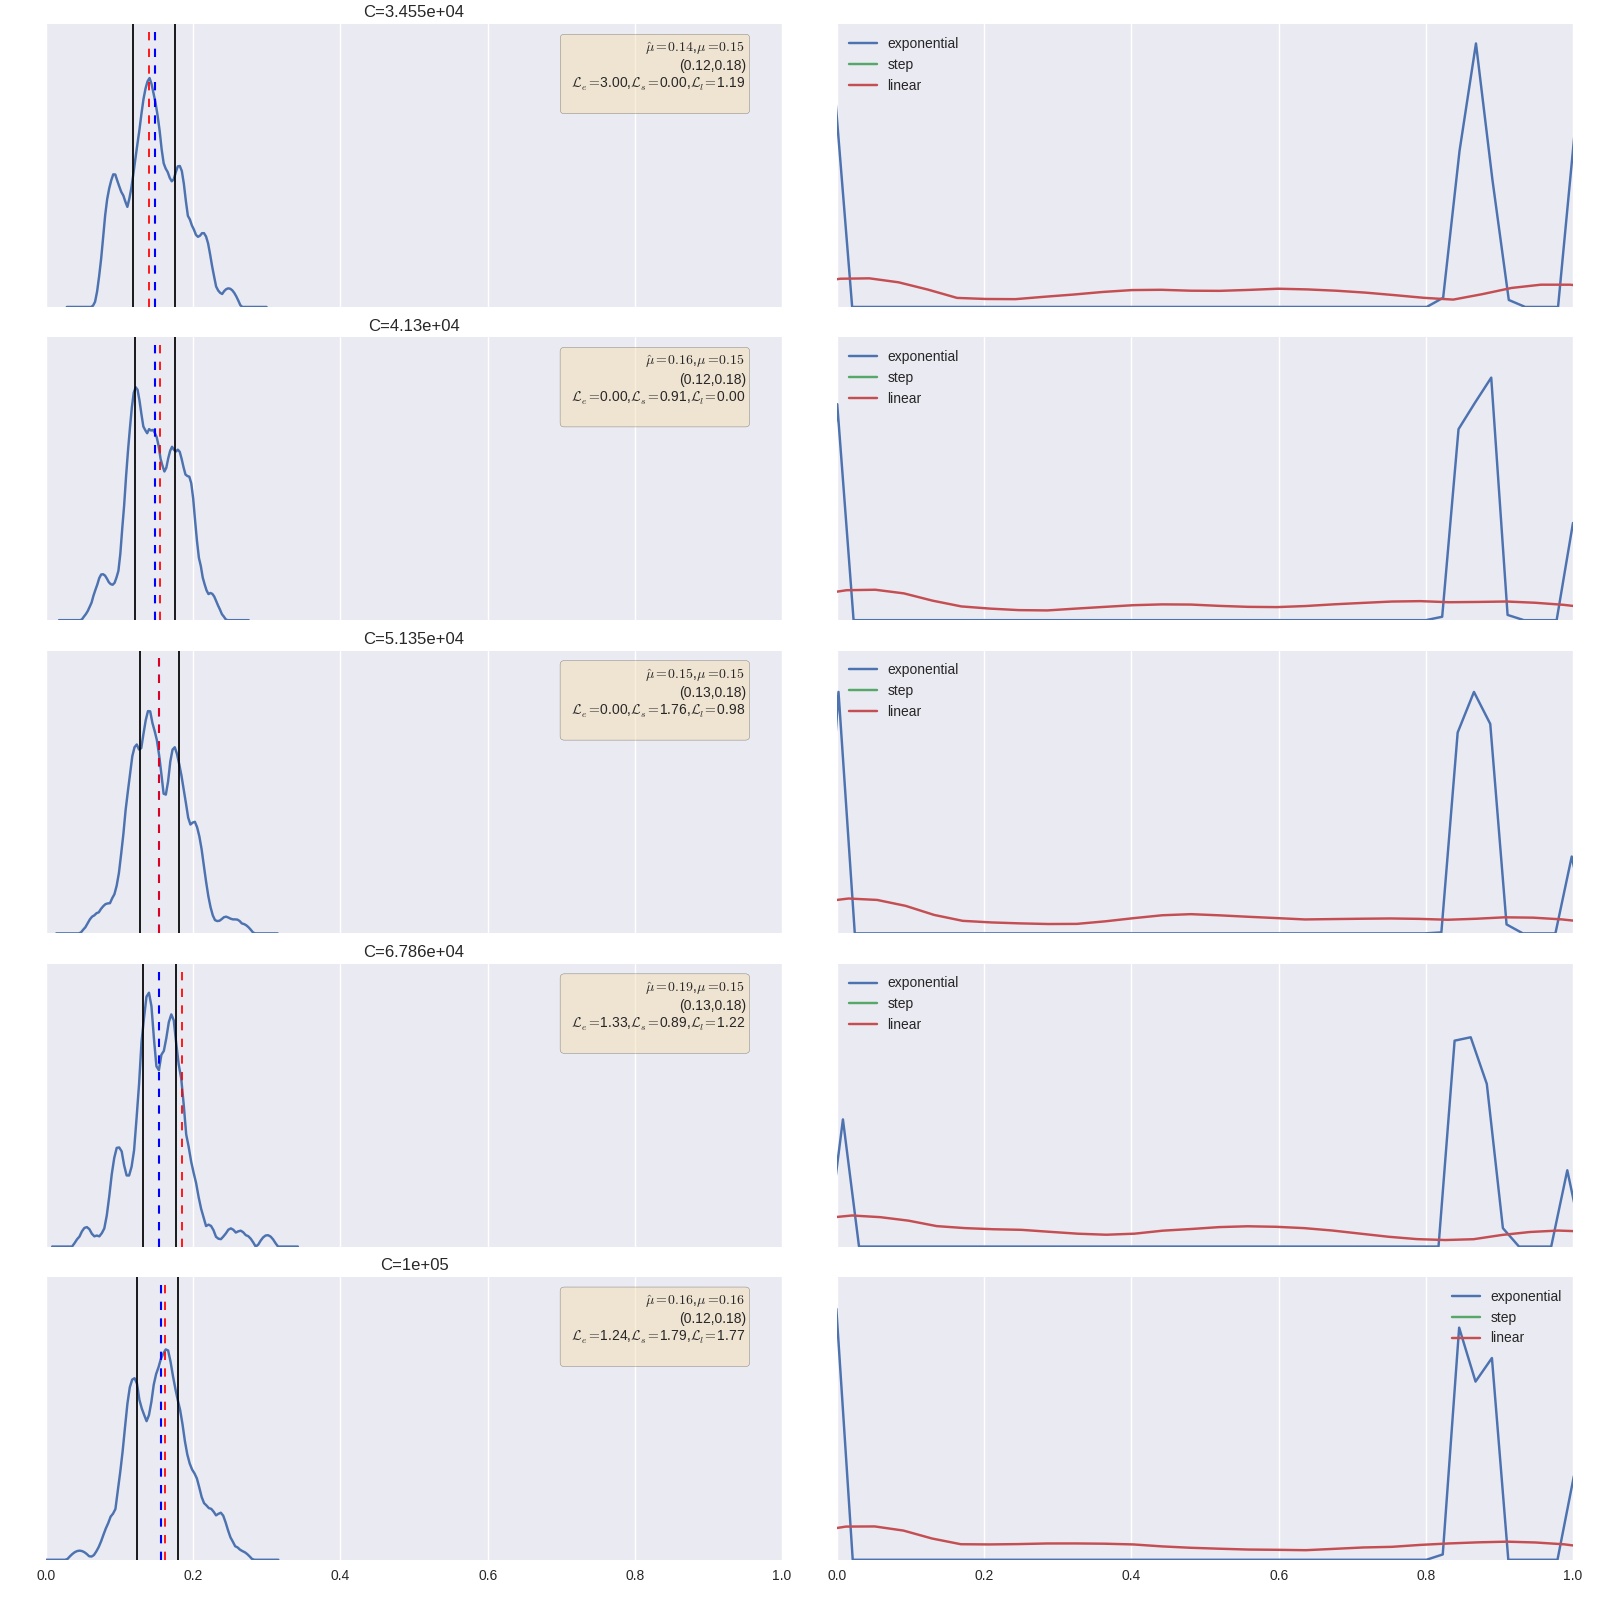 C=3.455e+04
μ̂=0.14,μ=0.15
(0.12,0.18)
ℒₑ=3.00,ℒₛ=0.00,ℒₗ=1.19
exponential
step
linear
C=4.13e+04
μ̂=0.16,μ=0.15
(0.12,0.18)
ℒₑ=0.00,ℒₛ=0.91,ℒₗ=0.00
exponential
step
linear
C=5.135e+04
μ̂=0.15,μ=0.15
(0.13,0.18)
ℒₑ=0.00,ℒₛ=1.76,ℒₗ=0.98
exponential
step
linear
C=6.786e+04
μ̂=0.19,μ=0.15
(0.13,0.18)
ℒₑ=1.33,ℒₛ=0.89,ℒₗ=1.22
exponential
step
linear
C=1e+05
μ̂=0.16,μ=0.16
(0.12,0.18)
ℒₑ=1.24,ℒₛ=1.79,ℒₗ=1.77
exponential
step
linear
0.0 0.2 0.4 0.6 0.8 1.0
0.0 0.2 0.4 0.6 0.8 1.0